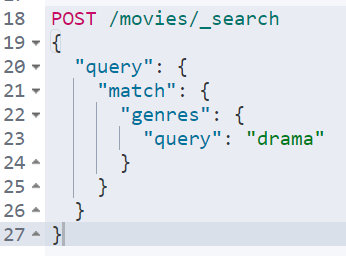 18 POST /movies/_search
19 {
20 "query": {
21 "match": {
22 "genres": {
23 "query": "drama"
24 }
25 }
26 }
27 }